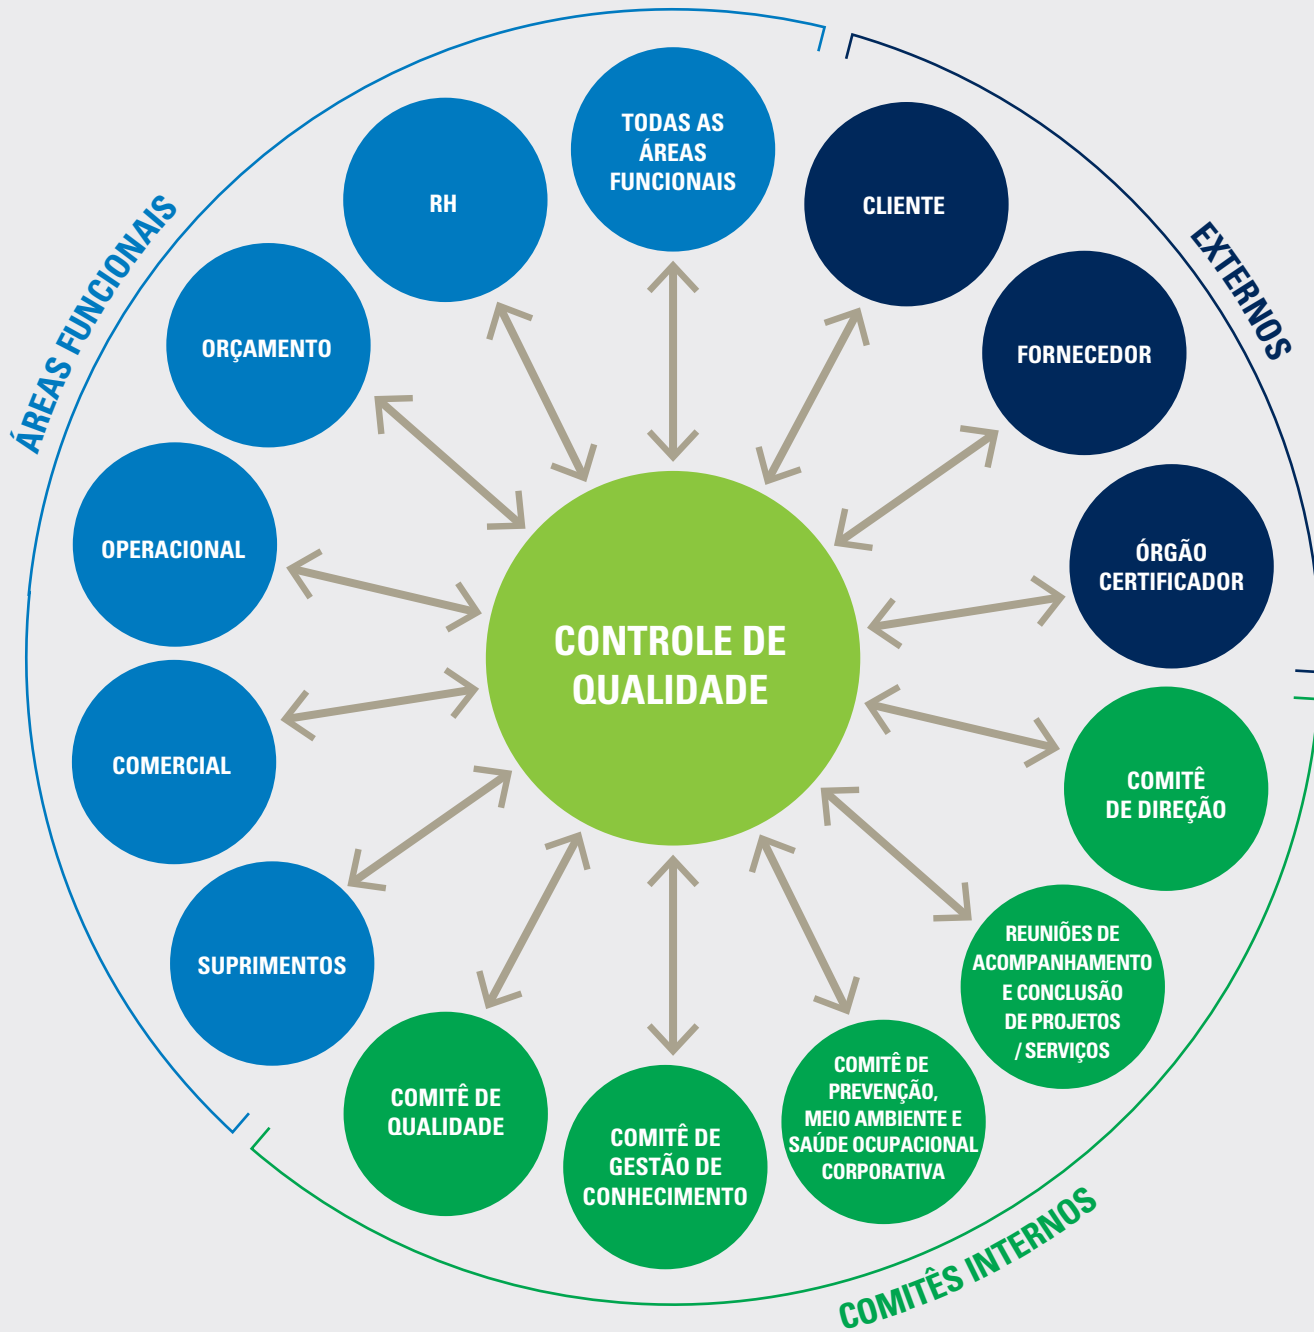 TODAS AS
ÁREAS
FUNCIONAIS
RH
CLIENTE
ÁREAS FUNCIONAIS
EXTERNOS
ORÇAMENTO
FORNECEDOR
OPERACIONAL
ÓRGÃO
CERTIFICADOR
CONTROLE DE
QUALIDADE
COMERCIAL
COMITÊ
DE DIREÇÃO
SUPRIMENTOS
REUNIÕES DE
ACOMPANHAMENTO
E CONCLUSÃO
DE PROJETOS
/ SERVIÇOS
COMITÊ DE
QUALIDADE
COMITÊ DE
GESTÃO DE
CONHECIMENTO
COMITÊ DE
PREVENÇÃO,
MEIO AMBIENTE E
SAÚDE OCUPACIONAL
CORPORATIVA
COMITÊS INTERNOS